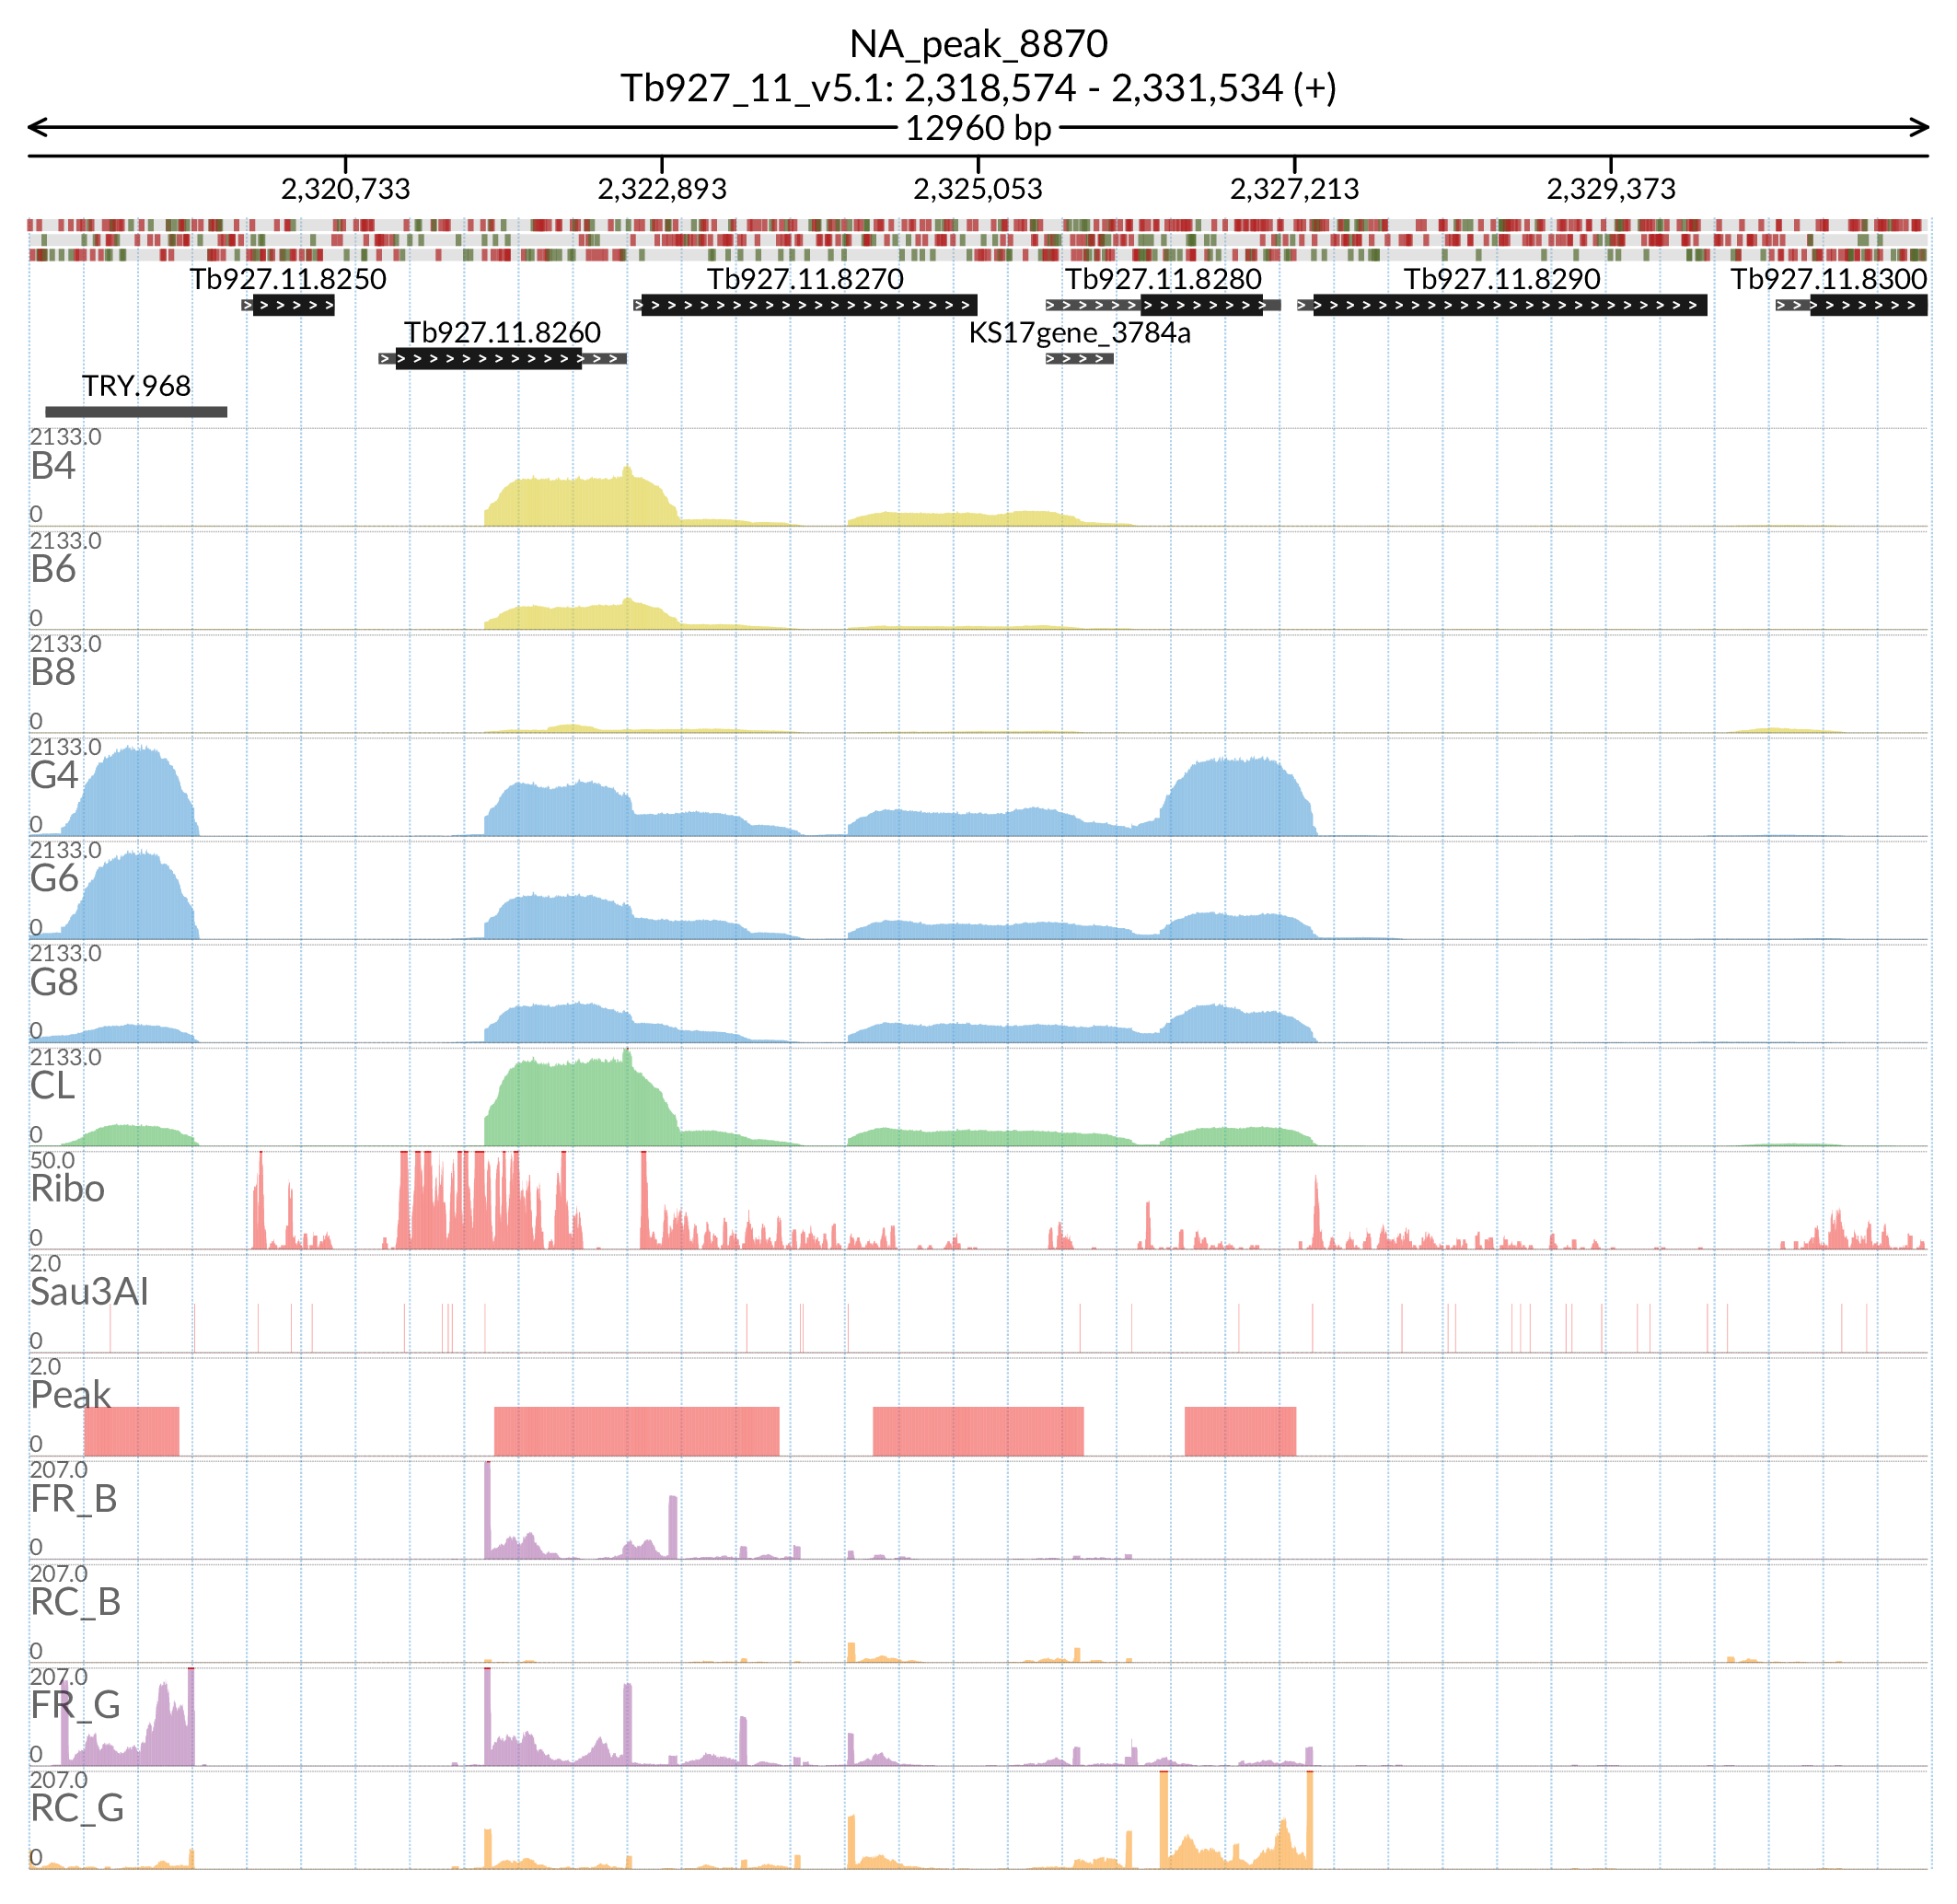 NA_peak_8870
Tb927_11_v5.1: 2,318,574 - 2,331,534 (+)
12960 bp
2,320,733 2,322,893 2,325,053 2,327,213 2,329,373
Tb927.11.8250 Tb927.11.8270 Tb927.11.8280 Tb927.11.8290 Tb927.11.8300
Tb927.11.8260 KS17gene_3784a
TRY.968
2133.0
B4
0
2133.0
B6
0
2133.0
B8
0
2133.0
G4
0
2133.0
G6
0
2133.0
G8
0
2133.0
CL
0
50.0
Ribo
0
2.0
Sau3AI
0
2.0
Peak
0
207.0
FR_B
0
207.0
RC_B
0
207.0
FR_G
0
207.0
RC_G
0